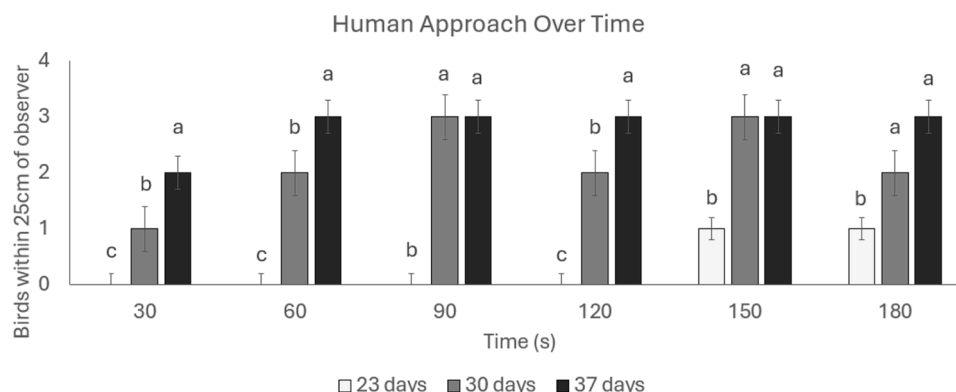 Human Approach Over Time
Birds within 25cm of observer
4
3
2
1
0
c
b
a
c
b
a
b
a
a
c
b
a
b
a
a
b
a
a
30
60
90
120
150
180
Time (s)
23 days
30 days
37 days